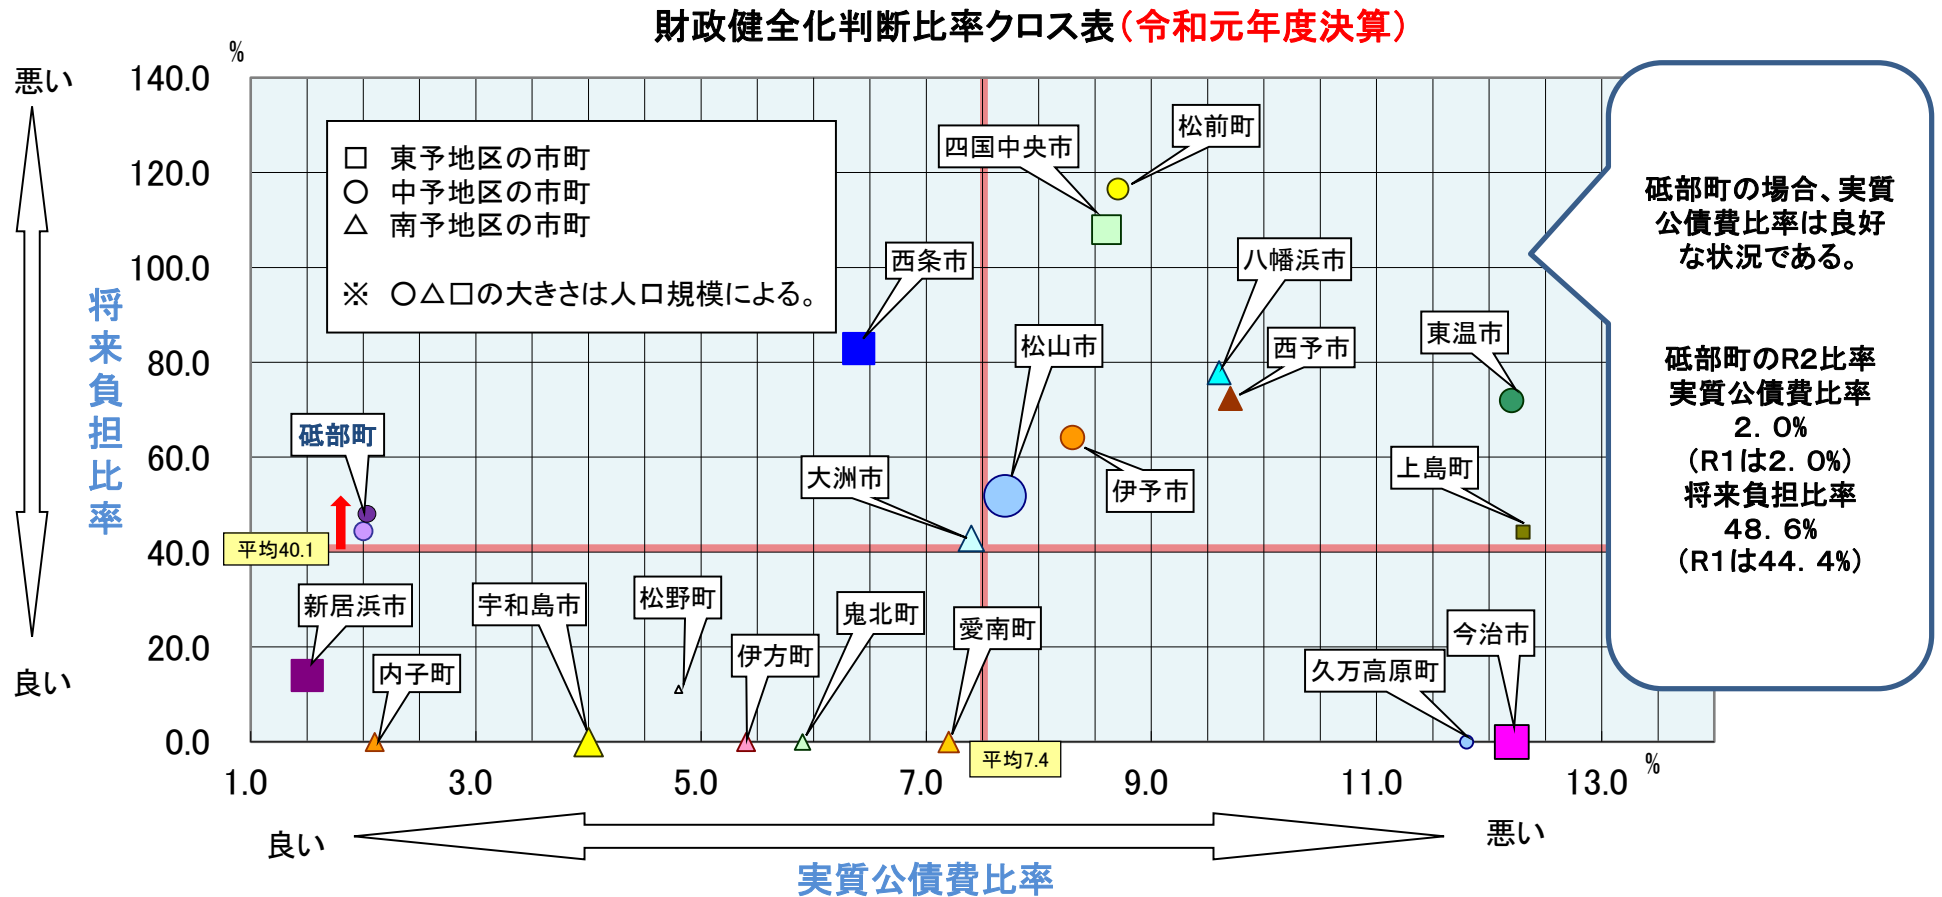 財政健全化判断比率クロス表（令和元年度決算）
%
悪い
140.0
120.0
100.0
80.0
60.0
40.0
20.0
0.0
良い
将来負担比率
□ 東予地区の市町
○ 中予地区の市町
△ 南予地区の市町
※ ○△□の大きさは人口規模による。
四国中央市
松前町
西条市
八幡浜市
松山市
西予市
東温市
砥部町
大洲市
伊予市
上島町
平均40.1
新居浜市
宇和島市
松野町
鬼北町
愛南町
今治市
内子町
伊方町
久万高原町
平均7.4
1.0
3.0
5.0
7.0
9.0
11.0
13.0
%
良い
悪い
実質公債費比率
砥部町の場合、実質
公債費比率は良好
な状況である。
砥部町のR2比率
実質公債費比率
２．０%
（R1は２．０%）
将来負担比率
４８．６%
（R1は４４．４%）